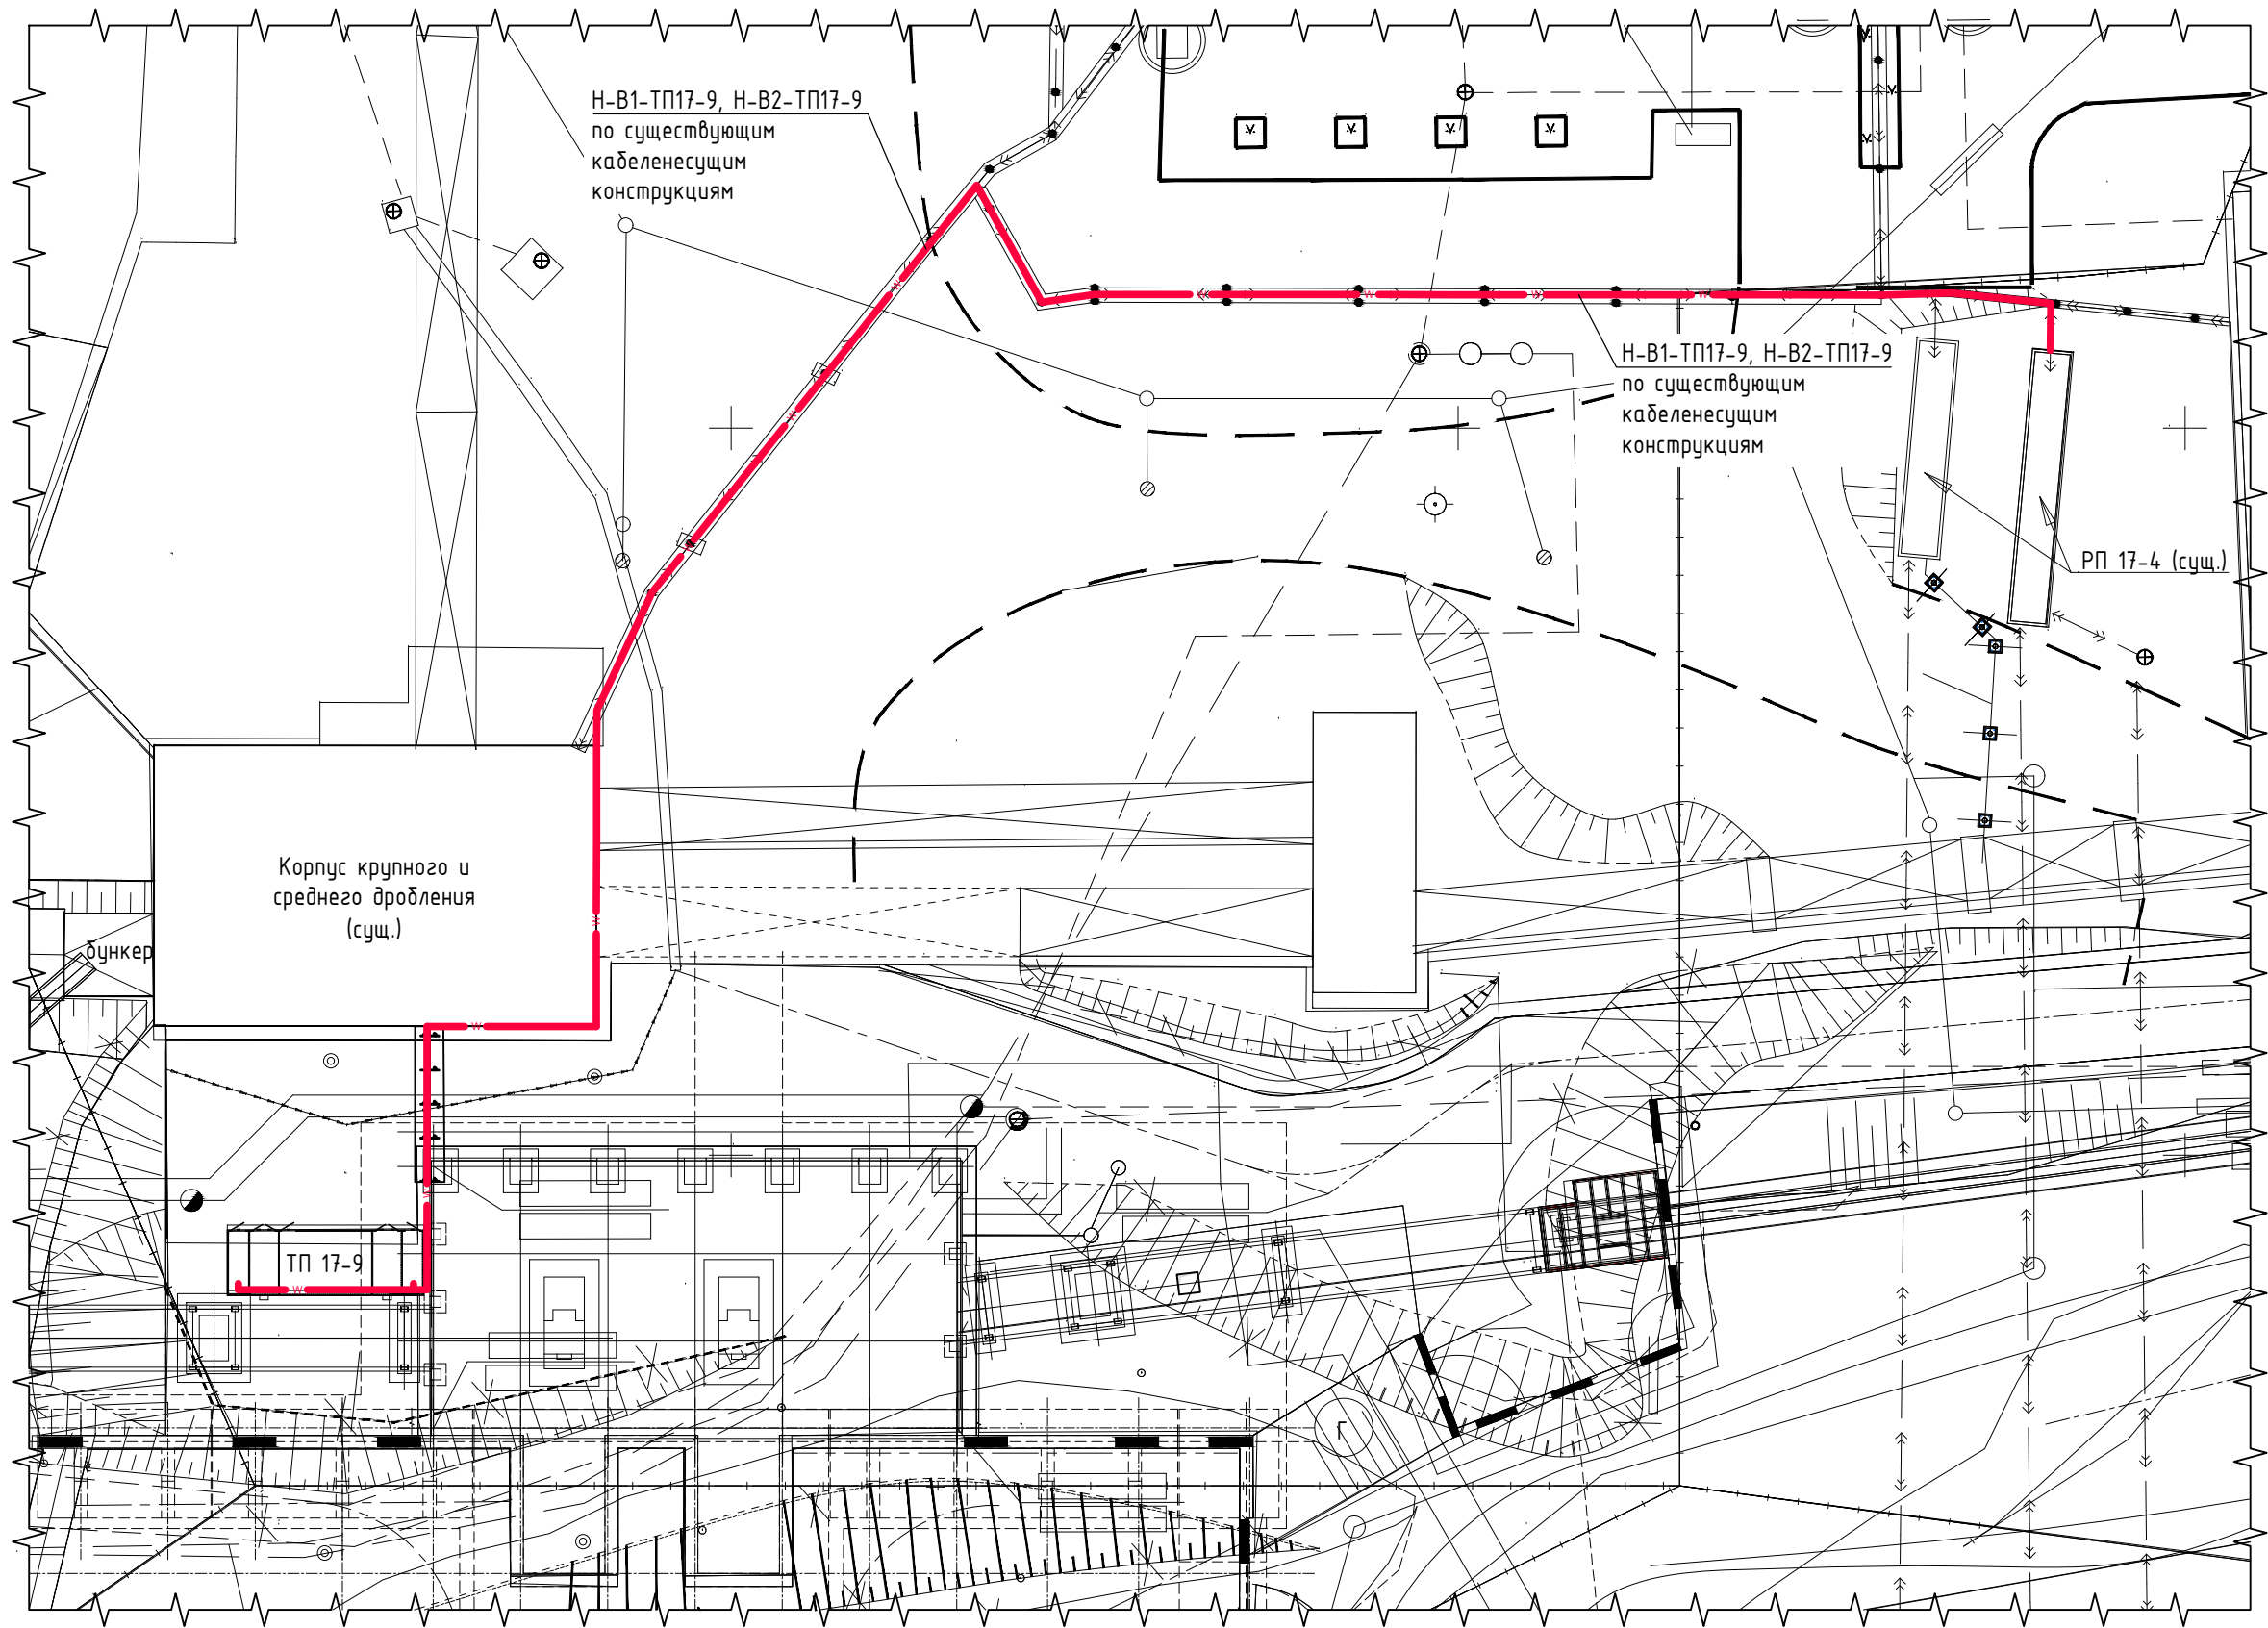 Н-В1-ТП17-9, Н-В2-ТП17-9
по существующим
кабеленесущим
конструкциям
Н-В1-ТП17-9, Н-В2-ТП17-9
по существующим
кабеленесущим
конструкциям
РП 17-4 (сущ.)
Корпус крупного и
среднего дробления
(сущ.)
бункер
ТП 17-9
Г